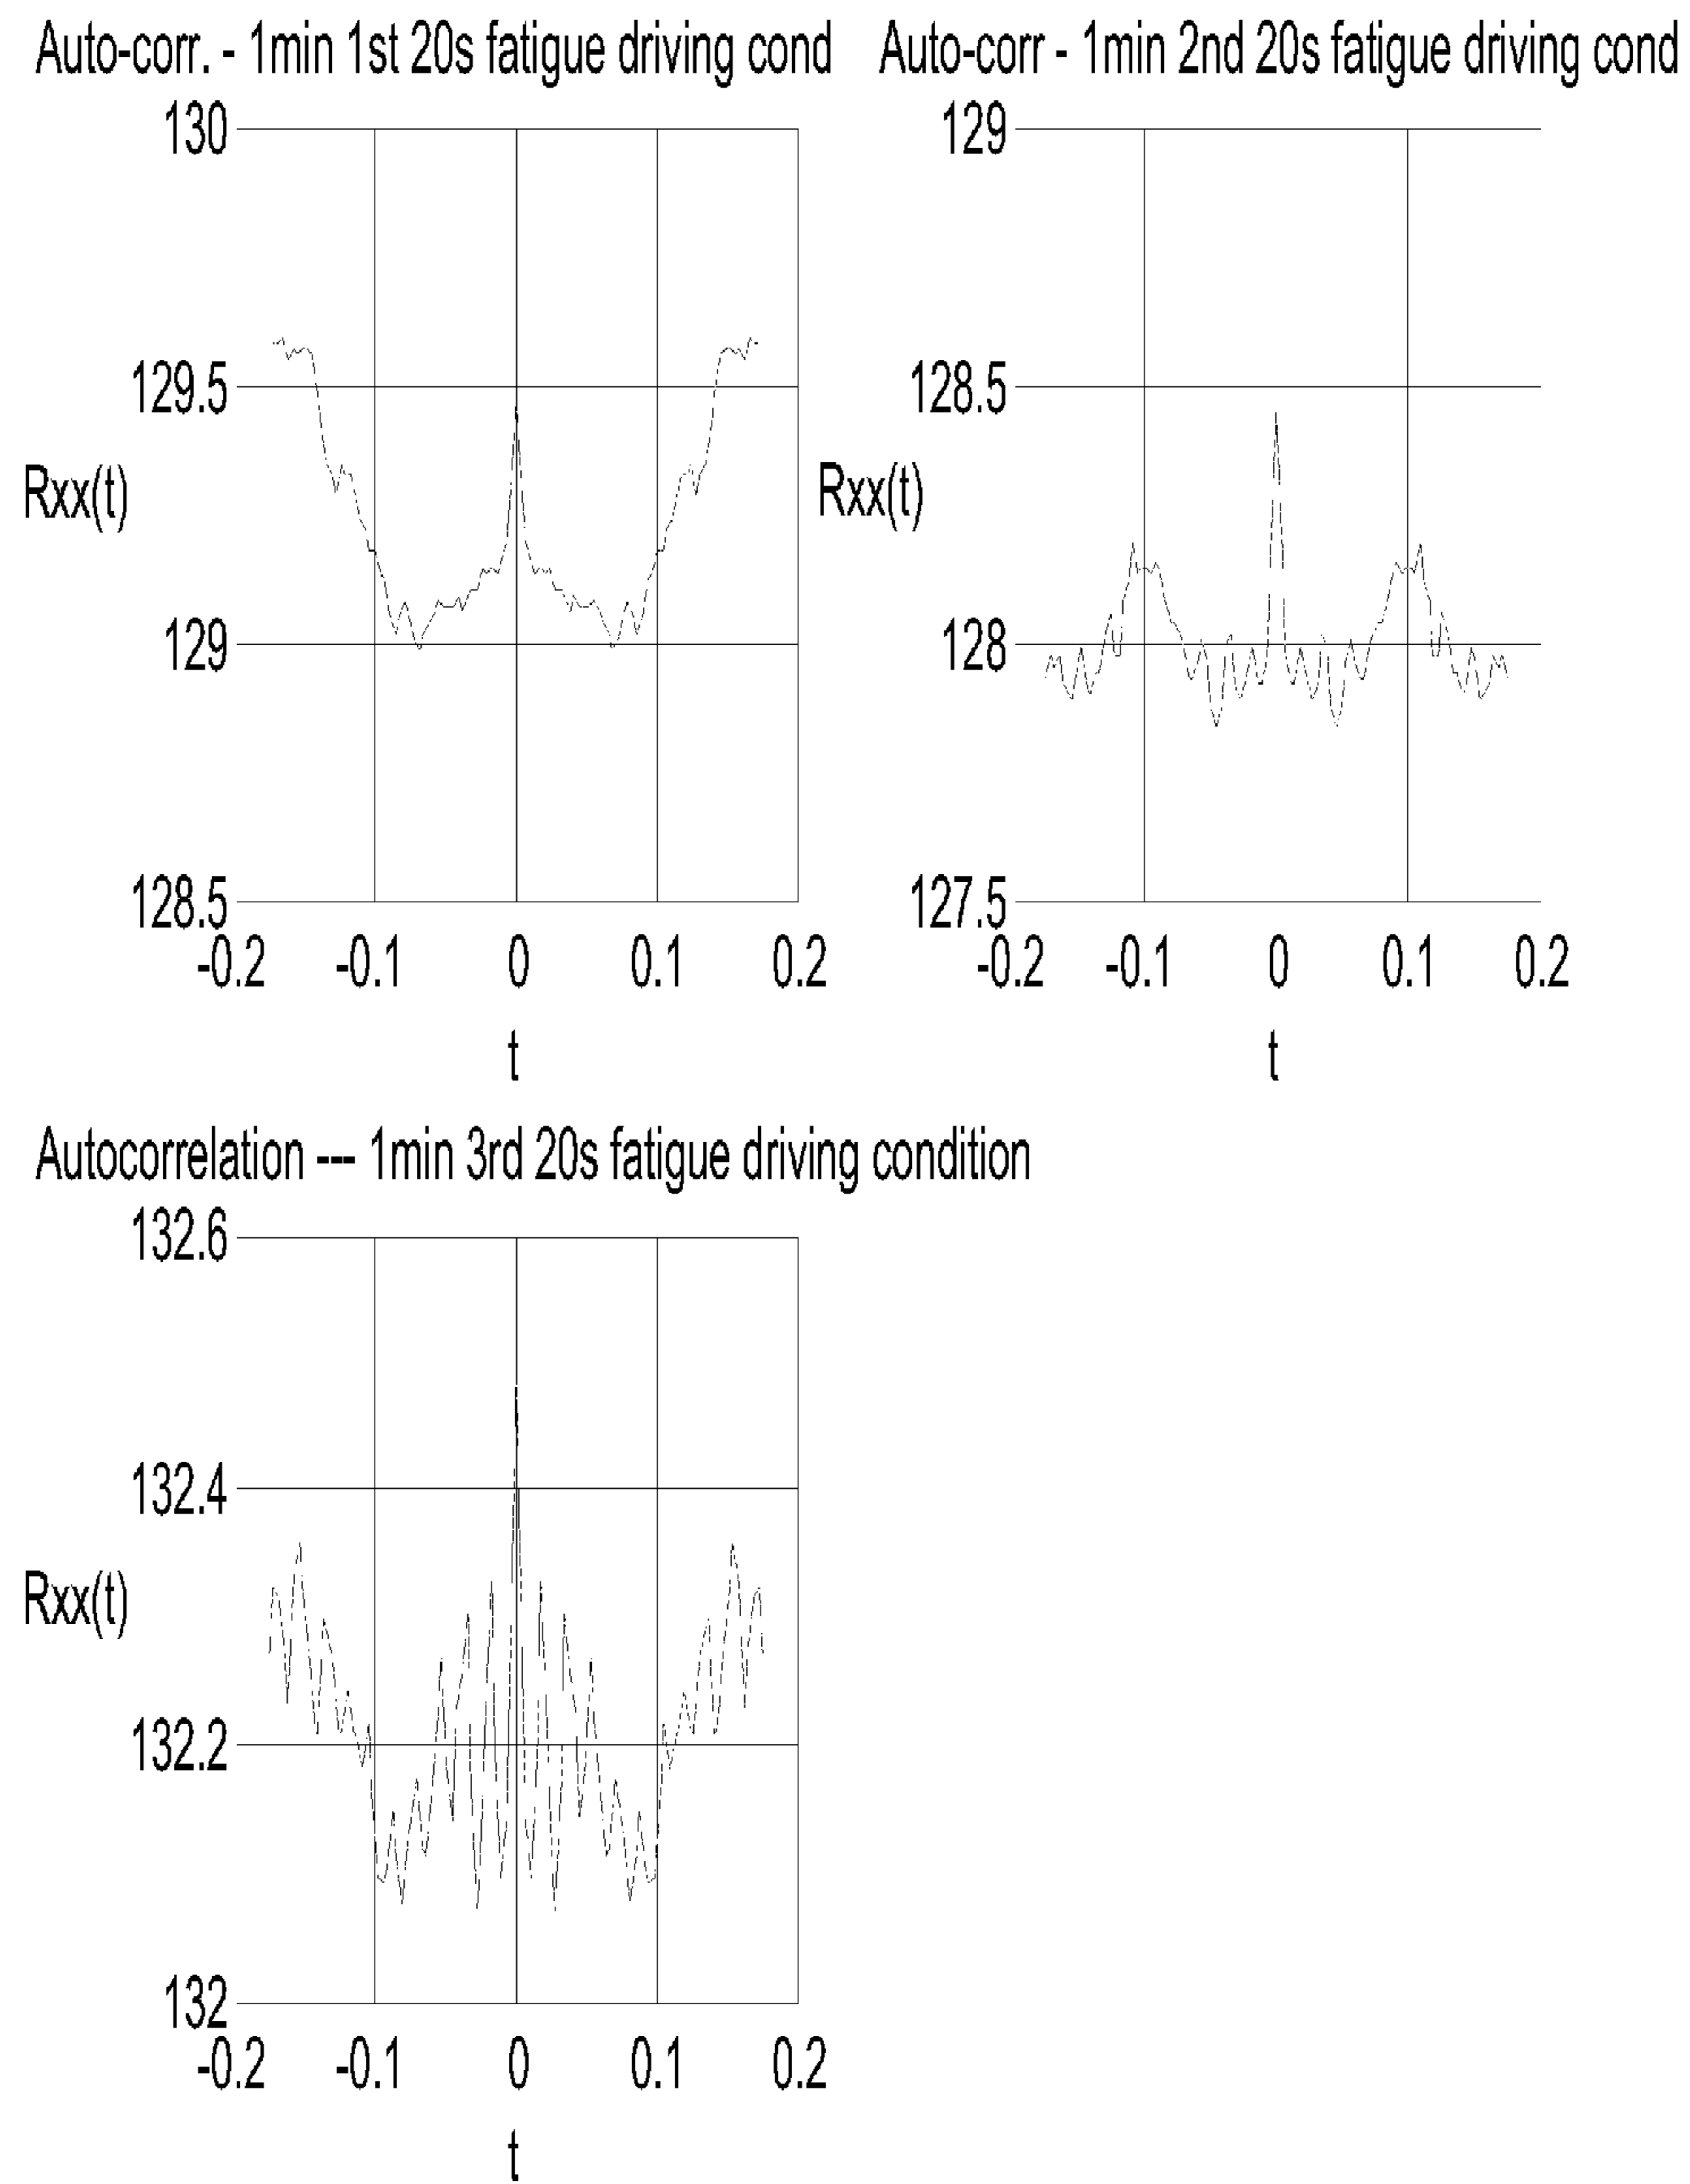 Auto-corr. - 1min 1st 20s fatigue driving cond
130
129.5
Rxx(t)
129
128.5
-0.2 -0.1 0 0.1 0.2
t
Auto-corr - 1min 2nd 20s fatigue driving cond
129
128.5
Rxx(t)
128
127.5
-0.2 -0.1 0 0.1 0.2
t
Autocorrelation --- 1min 3rd 20s fatigue driving condition
132.6
132.4
Rxx(t)
132.2
132
-0.2 -0.1 0 0.1 0.2
t